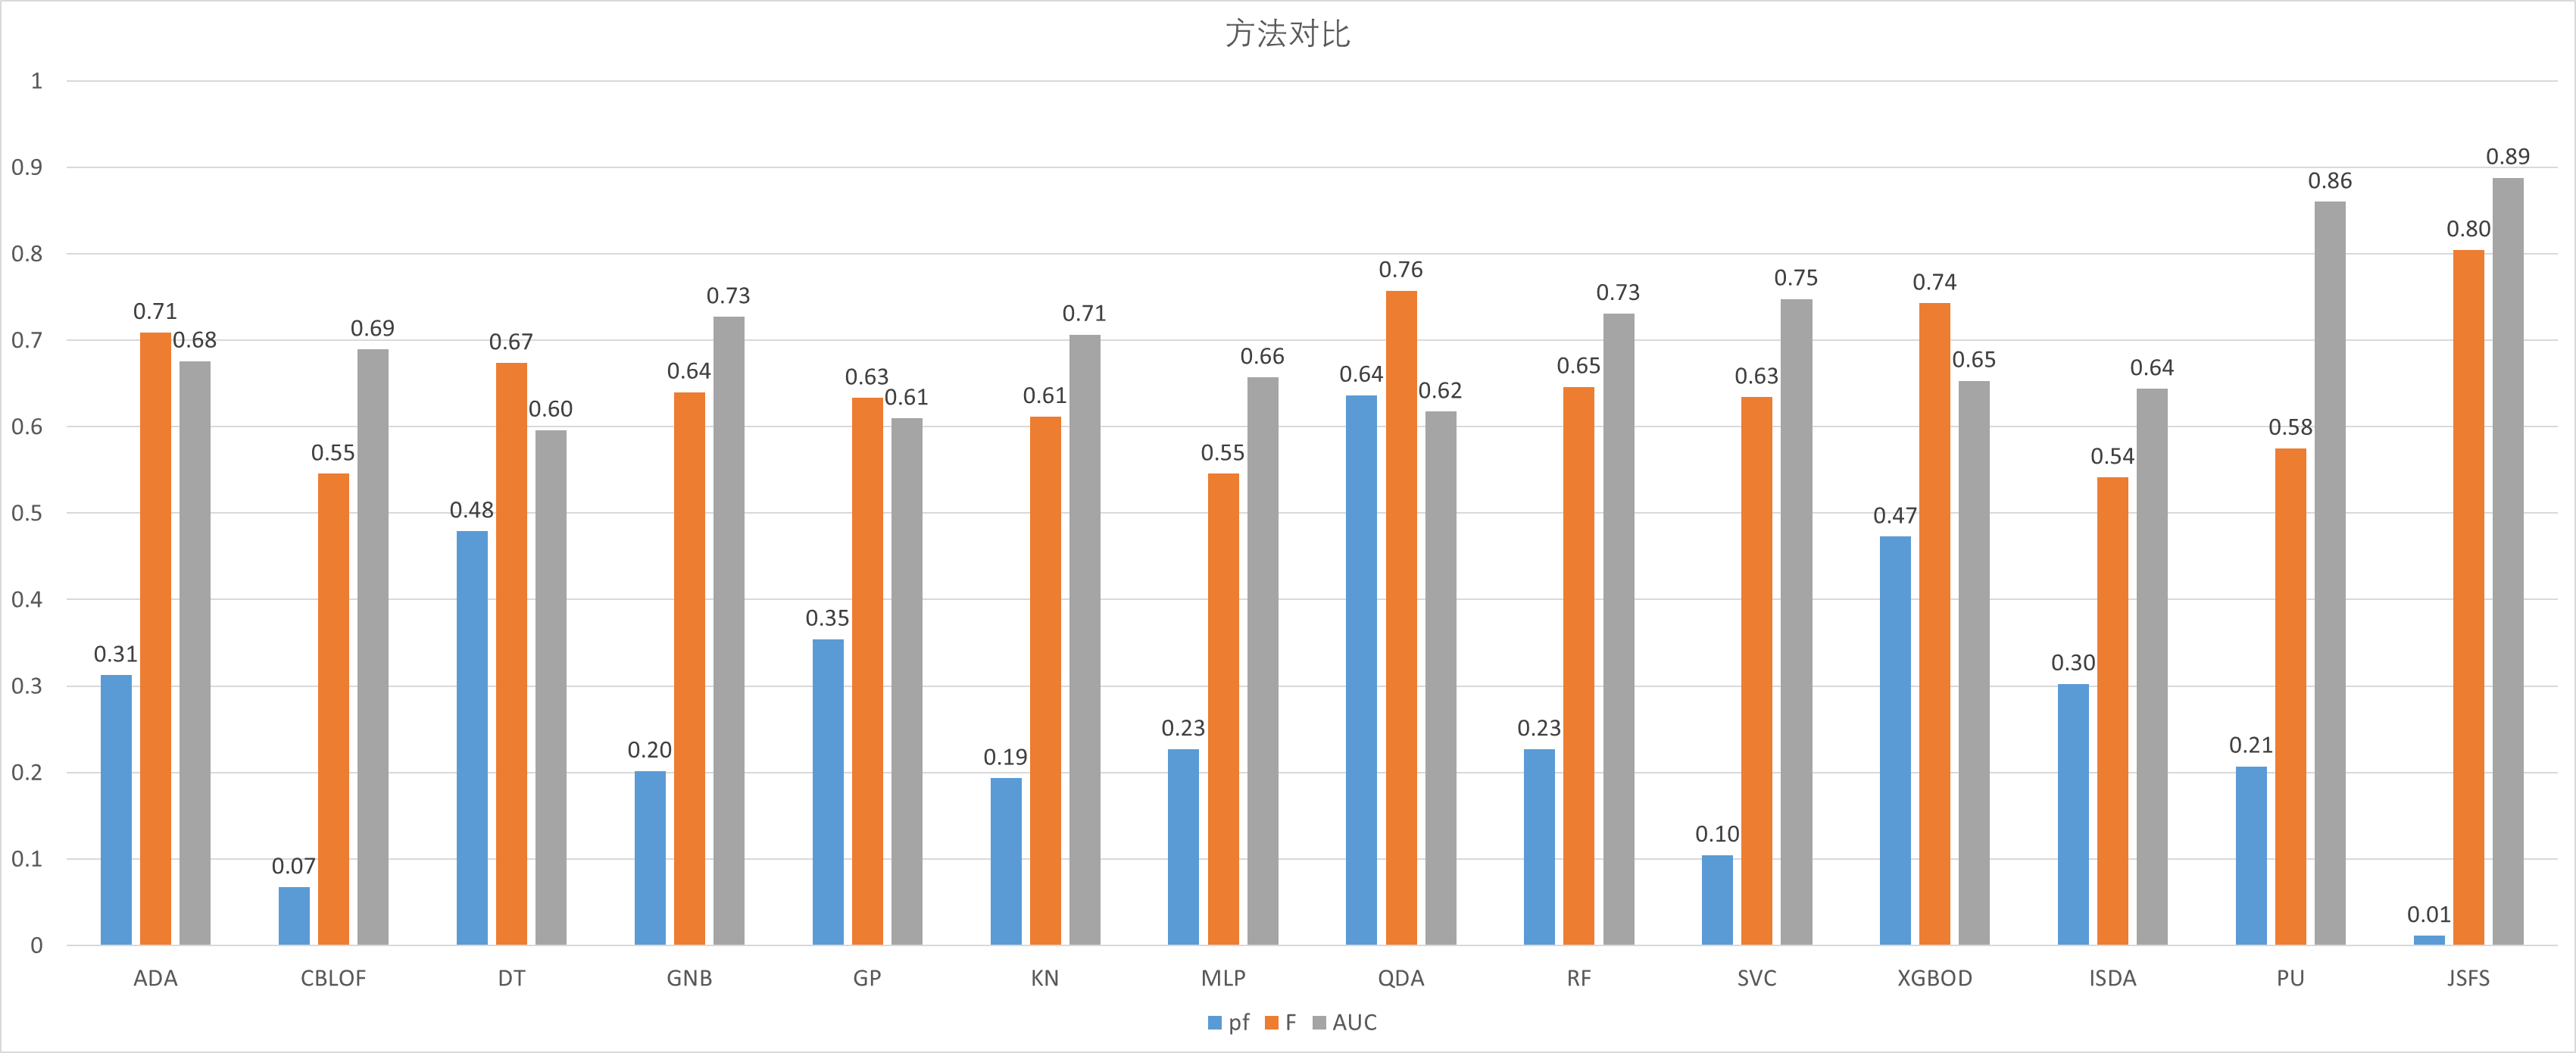 方法对比
1
0.9
0.8
0.7
0.6
0.5
0.4
0.3
0.2
0.1
0
0.31 0.71 0.68
0.07 0.55 0.69
0.48 0.67 0.60
0.20 0.64 0.73
0.35 0.63 0.61
0.19 0.61 0.71
0.23 0.55 0.66
0.64 0.76 0.62
0.23 0.65 0.73
0.10 0.63 0.75
0.47 0.74 0.65
0.30 0.54 0.64
0.21 0.58 0.86
0.01 0.80 0.89
ADA CBLOF DT GNB GP KN MLP QDA RF SVC XGBOD ISDA PU JSFS
pf F AUC